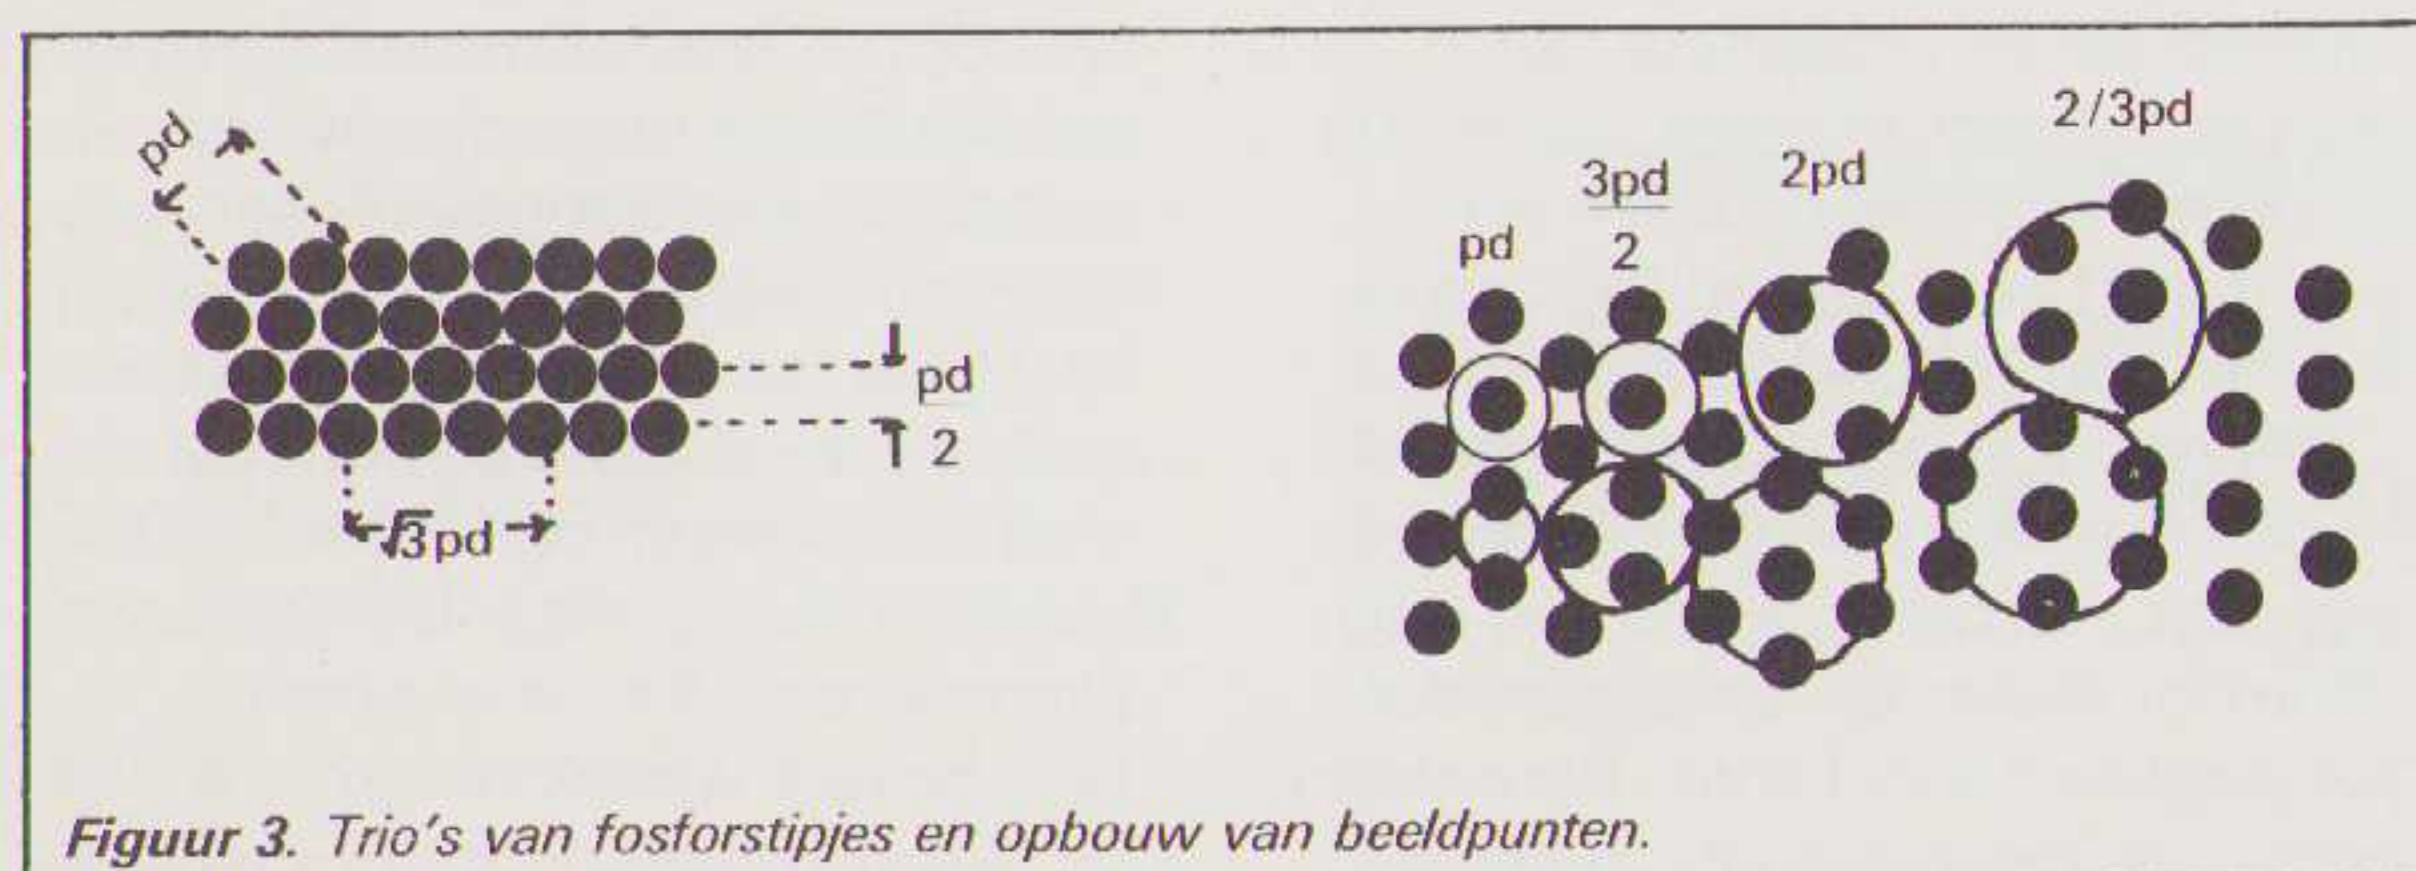 pd
pd
2
√3pd
pd
3pd
2
2pd
2/3pd
Figuur 3. Trio's van fosforstipjes en opbouw van beeldpunten.